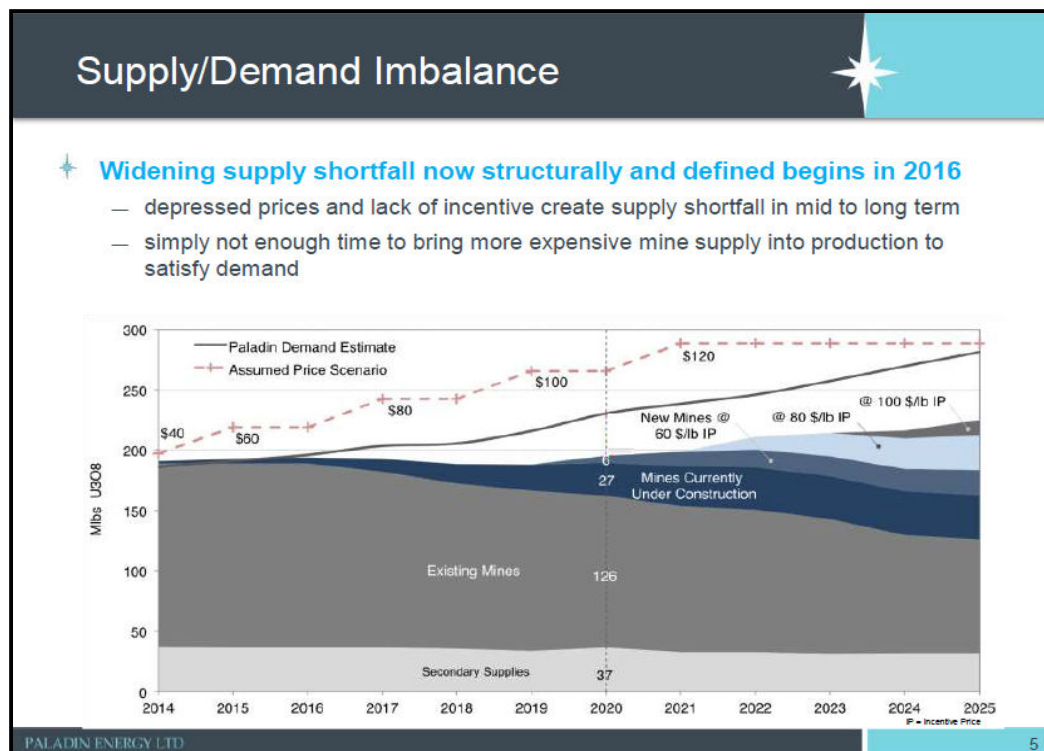 Supply/Demand Imbalance
Widening supply shortfall now structurally and defined begins in 2016
— depressed prices and lack of incentive create supply shortfall in mid to long term
— simply not enough time to bring more expensive mine supply into production to
satisfy demand
300
250
200
150
100
50
0
Mlbs U3O8
Paladin Demand Estimate
Assumed Price Scenario
$40
$60
$80
$100
$120
New Mines @
60 $/lb IP
@ 80 $/lb IP
@ 100 $/lb IP
6
27
Mines Currently
Under Construction
Existing Mines
126
Secondary Supplies
37
2014 2015 2016 2017 2018 2019 2020 2021 2022 2023 2024 2025
IP = Incentive Price
PALADIN ENERGY LTD
5